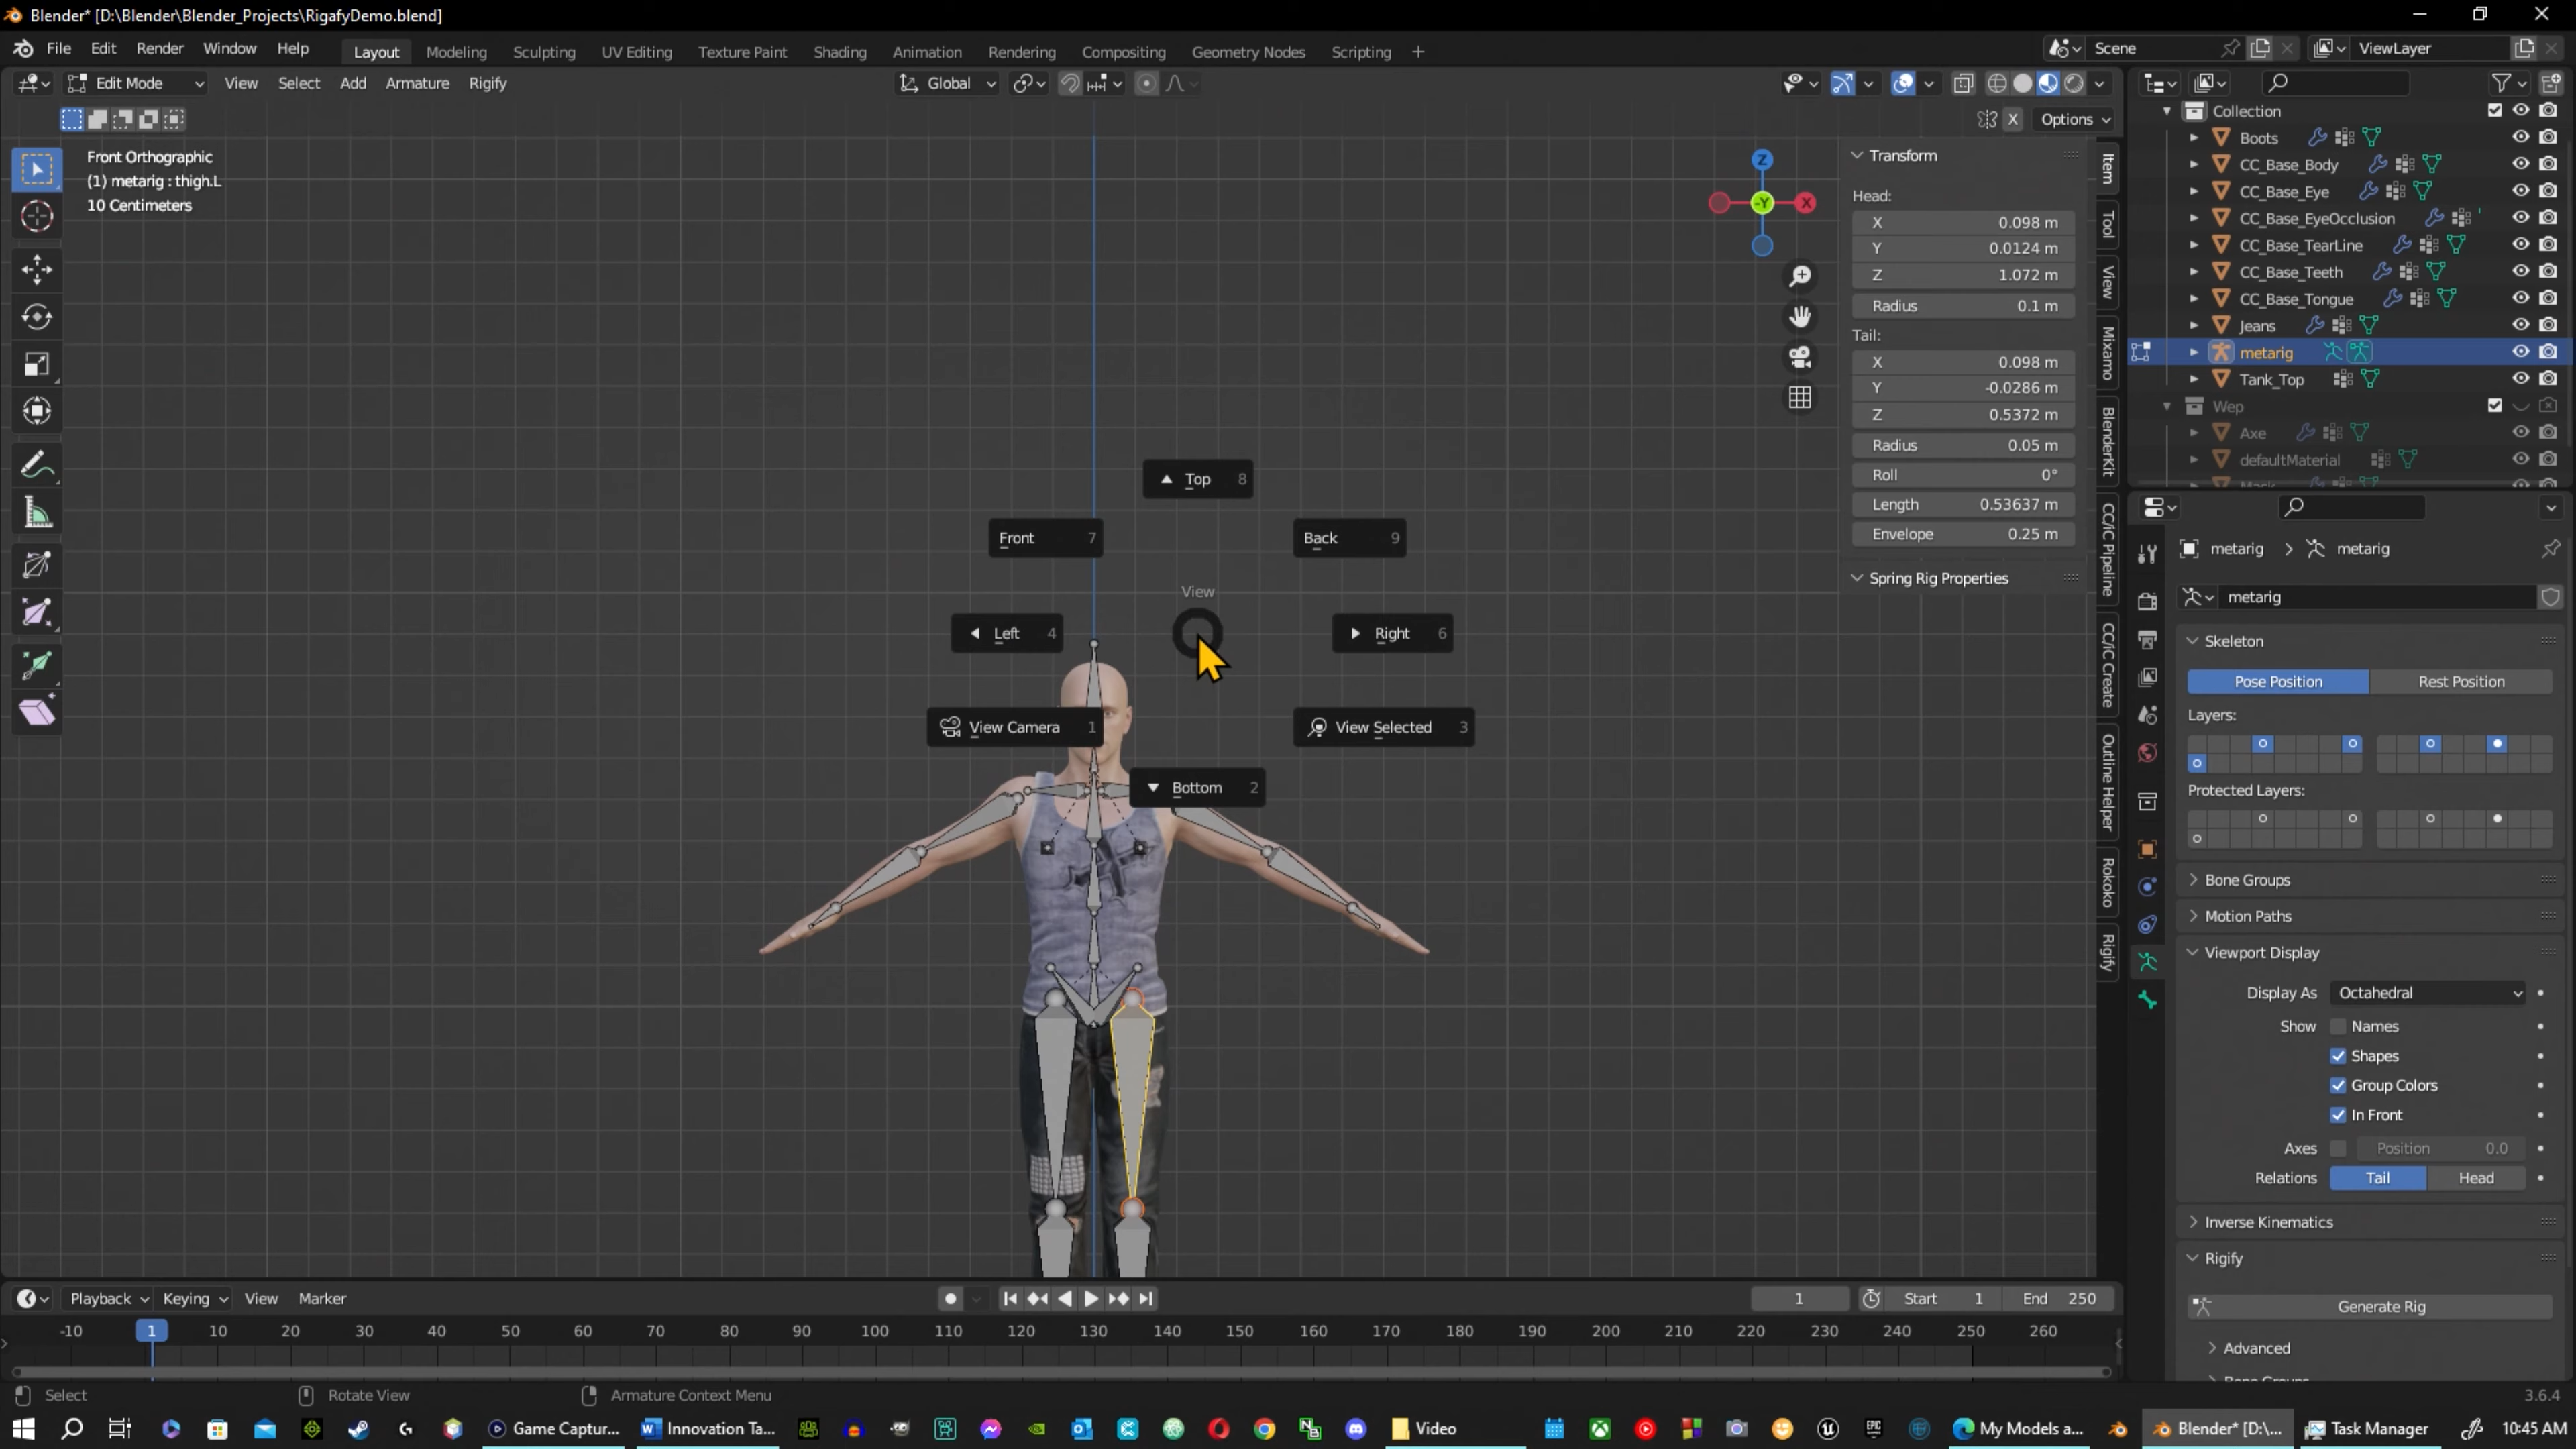 Blender* [D:\Blender\Blender_Projects\RigafyDemo.blend]
File Edit Render Window Help Layout Modeling Sculpting UV Editing Texture Paint Shading Animation Rendering Compositing Geometry Nodes Scripting + Scene ViewLayer
Edit Mode View Select Add Armature Rigify Global
X Options
Front Orthographic
(1) metarig : thigh.L
10 Centimeters
Z
-Y
X
Transform
Head:
X 0.098 m
Y 0.0124 m
Z 1.072 m
Radius 0.1 m
Tail:
X 0.098 m
Y -0.0286 m
Z 0.5372 m
Radius 0.05 m
Roll 0°
Length 0.53637 m
Envelope 0.25 m
Spring Rig Properties
Item
Tool
View
Mixamo
BlenderKit
CC/iC Pipeline
CC/iC Create
Outline Helper
Rokoko
Rigify
Top 8
Front 7
Back 9
View
Left 4
Right 6
View Camera 1
View Selected 3
Bottom 2
Collection
Boots
CC_Base_Body
CC_Base_Eye
CC_Base_EyeOcclusion
CC_Base_TearLine
CC_Base_Teeth
CC_Base_Tongue
Jeans
metarig
Tank_Top
Wep
Axe
defaultMaterial
metarig > metarig
metarig
Skeleton
Pose Position Rest Position
Layers:
Protected Layers:
Bone Groups
Motion Paths
Viewport Display
Display As Octahedral
Show Names
Shapes
Group Colors
In Front
Axes Position 0.0
Relations Tail Head
Inverse Kinematics
Rigify
Generate Rig
Advanced
Playback Keying View Marker 1 Start 1 End 250
-10 1 10 20 30 40 50 60 70 80 90 100 110 120 130 140 150 160 170 180 190 200 210 220 230 240 250 260
Select Rotate View Armature Context Menu 3.6.4
Game Captur... Innovation Ta... Video My Models a... Blender* [D:\... Task Manager 10:45 AM